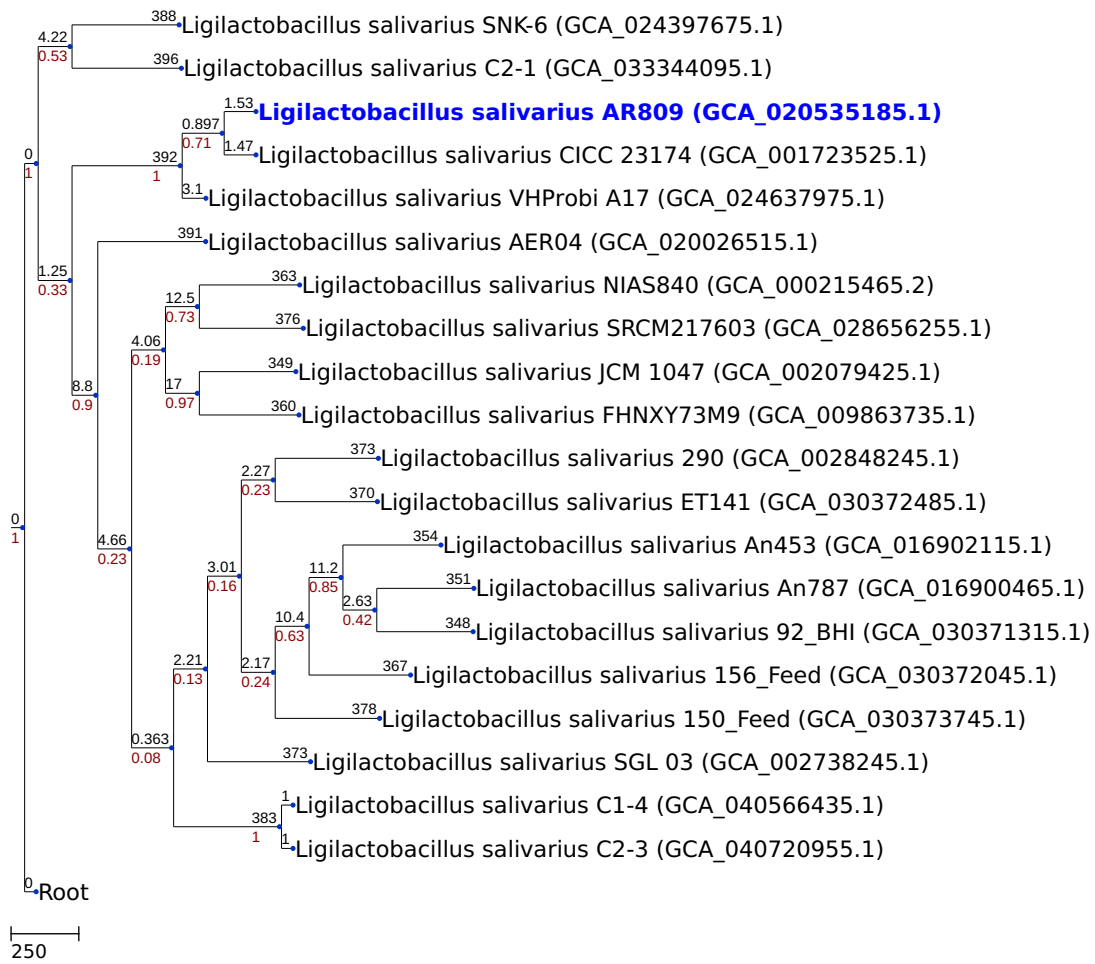 388
Ligilactobacillus salivarius SNK-6 (GCA_024397675.1)
4.22
0.53
396
Ligilactobacillus salivarius C2-1 (GCA_033344095.1)
1.53
Ligilactobacillus salivarius AR809 (GCA_020535185.1)
0.897
0.71
1.47
Ligilactobacillus salivarius CICC 23174 (GCA_001723525.1)
0
1
392
1
3.1
Ligilactobacillus salivarius VHProbi A17 (GCA_024637975.1)
391
Ligilactobacillus salivarius AER04 (GCA_020026515.1)
1.25
0.33
363
Ligilactobacillus salivarius NIAS840 (GCA_000215465.2)
12.5
0.73
376
Ligilactobacillus salivarius SRCM217603 (GCA_028656255.1)
4.06
0.19
349
Ligilactobacillus salivarius JCM 1047 (GCA_002079425.1)
8.8
0.9
17
0.97
360
Ligilactobacillus salivarius FHNXY73M9 (GCA_009863735.1)
373
Ligilactobacillus salivarius 290 (GCA_002848245.1)
2.27
0.23
370
Ligilactobacillus salivarius ET141 (GCA_030372485.1)
0
1
4.66
0.23
354
Ligilactobacillus salivarius An453 (GCA_016902115.1)
3.01
0.16
11.2
0.85
351
Ligilactobacillus salivarius An787 (GCA_016900465.1)
2.63
0.42
10.4
0.63
348
Ligilactobacillus salivarius 92_BHI (GCA_030371315.1)
2.21
0.13
2.17
0.24
367
Ligilactobacillus salivarius 156_Feed (GCA_030372045.1)
378
Ligilactobacillus salivarius 150_Feed (GCA_030373745.1)
0.363
0.08
373
Ligilactobacillus salivarius SGL 03 (GCA_002738245.1)
1
Ligilactobacillus salivarius C1-4 (GCA_040566435.1)
383
1
1
Ligilactobacillus salivarius C2-3 (GCA_040720955.1)
0
Root
250